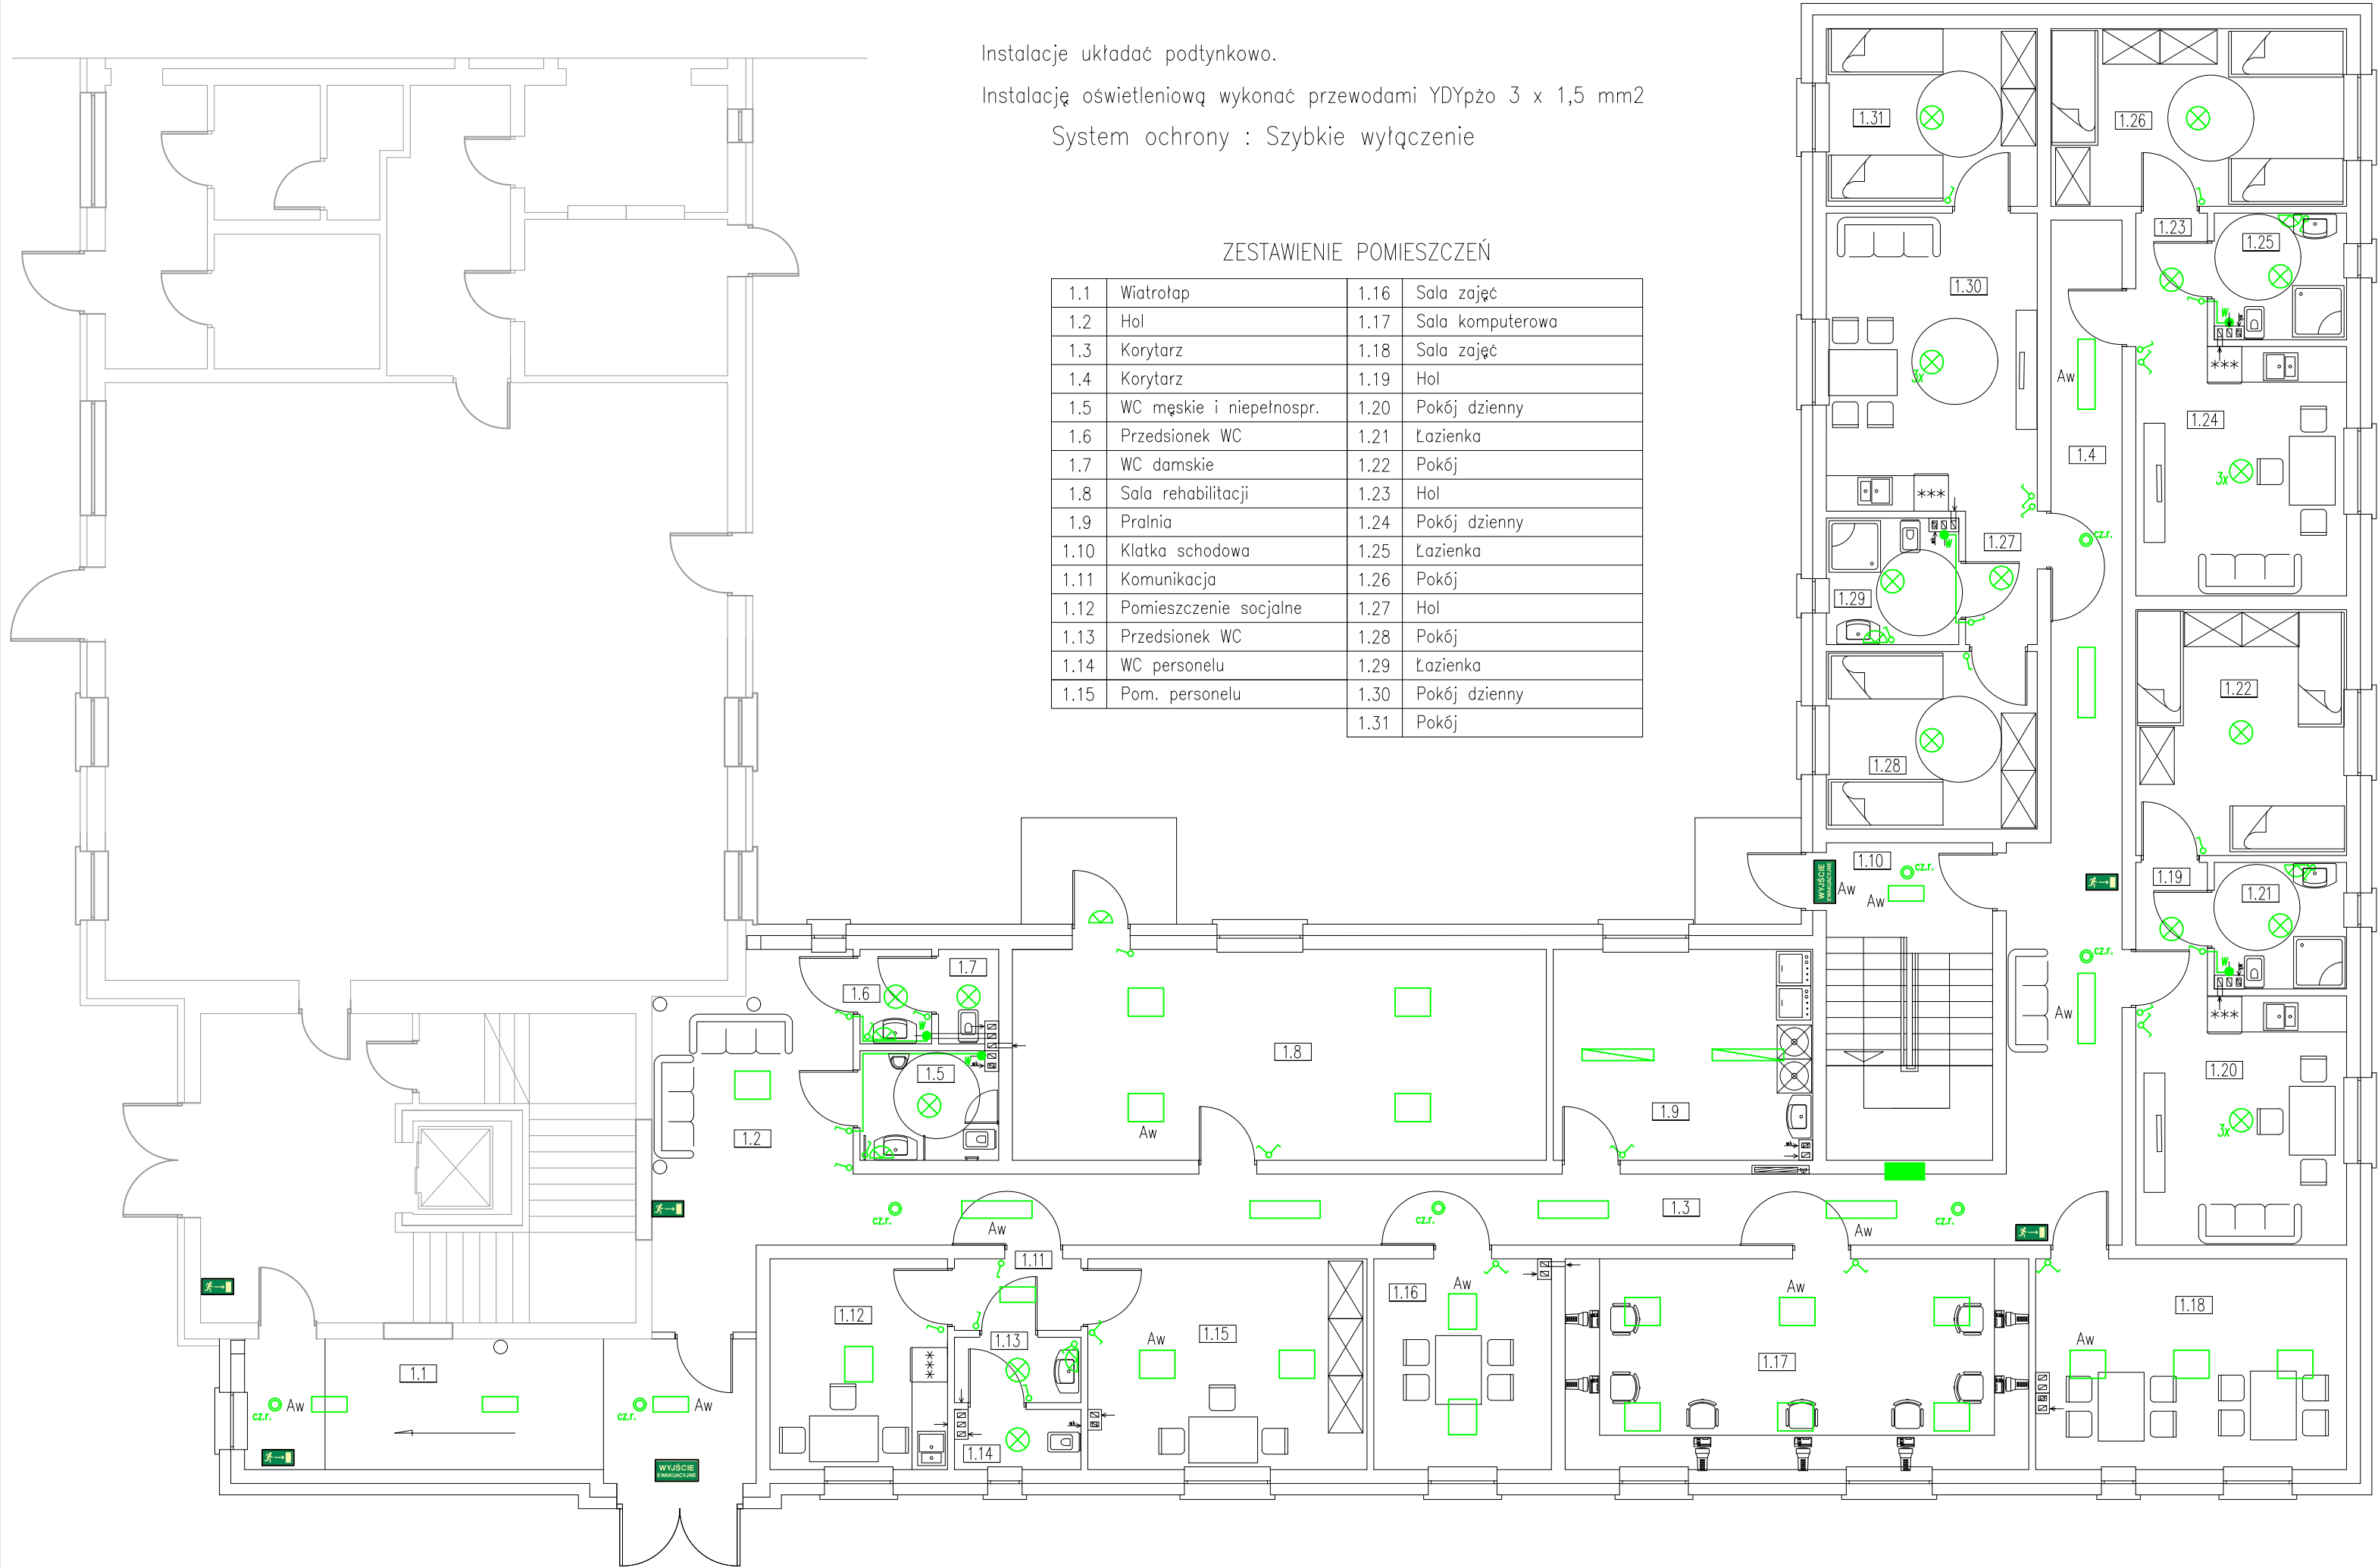 Instalacje układać podtynkowo.
Instalację oświetleniową wykonać przewodami YDYpżo 3 x 1,5 mm2
System ochrony : Szybkie wyłączenie
ZESTAWIENIE POMIESZCZEŃ
1.1 Wiatrołap 1.16 Sala zajęć
1.2 Hol 1.17 Sala komputerowa
1.3 Korytarz 1.18 Sala zajęć
1.4 Korytarz 1.19 Hol
1.5 WC męskie i niepełnospr. 1.20 Pokój dzienny
1.6 Przedsionek WC 1.21 Łazienka
1.7 WC damskie 1.22 Pokój
1.8 Sala rehabilitacji 1.23 Hol
1.9 Pralnia 1.24 Pokój dzienny
1.10 Klatka schodowa 1.25 Łazienka
1.11 Komunikacja 1.26 Pokój
1.12 Pomieszczenie socjalne 1.27 Hol
1.13 Przedsionek WC 1.28 Pokój
1.14 WC personelu 1.29 Łazienka
1.15 Pom. personelu 1.30 Pokój dzienny
1.31 Pokój
1.31
1.26
1.23
1.25
1.30
W
3x
Aw
***
1.24
1.4
3x
***
cz.r.
1.27
W
1.29
1.22
1.28
1.10
cz.r.
WYJŚCIE
EWAKUACYJNE
Aw
Aw
1.19
1.21
cz.r.
W
1.7
1.6
W
Aw
***
1.8
W
1.5
1.20
1.9
Aw
3x
1.2
1.3
cz.r.
Aw
cz.r.
Aw
cz.r.
1.11
1.16
Aw
Aw
1.18
1.12
1.13
1.15
Aw
Aw
***
1.17
1.1
cz.r.
Aw
cz.r.
Aw
1.14
WYJŚCIE
EWAKUACYJNE